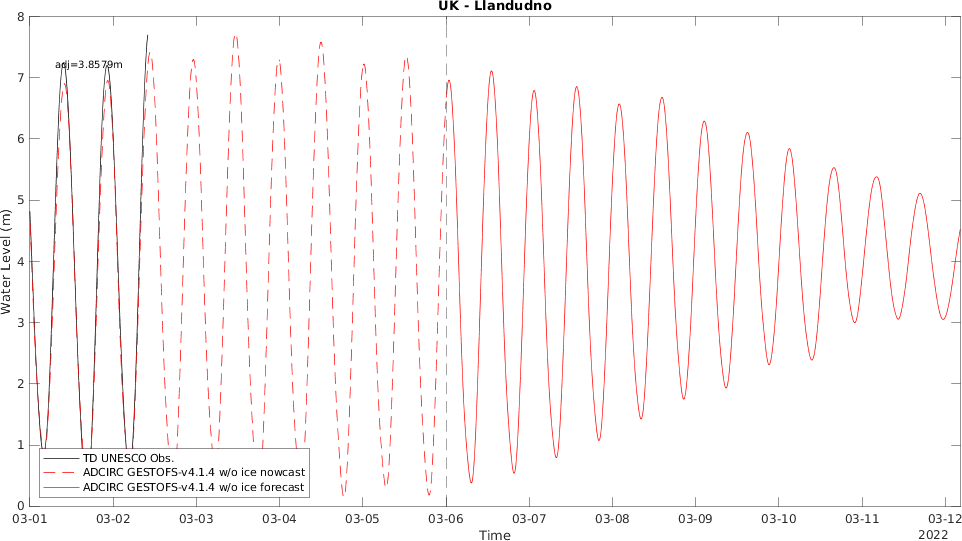 UK - Llandudno
8
adj=3.8579m
7
6
5
4
3
2
1
0
Water Level (m)
TD UNESCO Obs.
ADCIRC GESTOFS-v4.1.4 w/o ice nowcast
ADCIRC GESTOFS-v4.1.4 w/o ice forecast
03-01 03-02 03-03 03-04 03-05 03-06 03-07 03-08 03-09 03-10 03-11 03-12
Time
2022